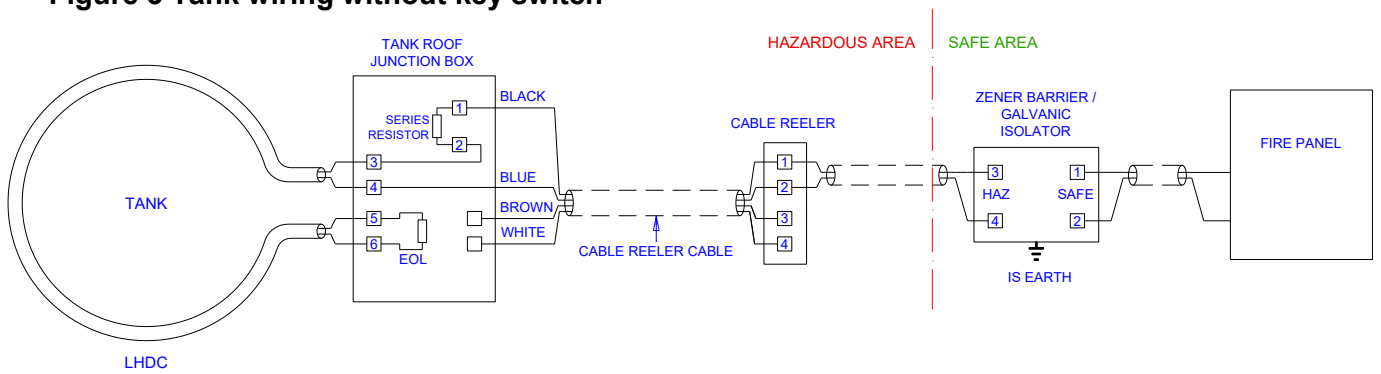 Figure 3 Tank wiring without key switch
HAZARDOUS AREA
SAFE AREA
TANK ROOF
JUNCTION BOX
BLACK
1
SERIES
RESISTOR
2
3
4
BLUE
BROWN
WHITE
5
6
EOL
TANK
LHDC
CABLE REELER CABLE
CABLE REELER
1
2
3
4
ZENER BARRIER /
GALVANIC
ISOLATOR
3
1
HAZ
SAFE
4
2
IS EARTH
FIRE PANEL